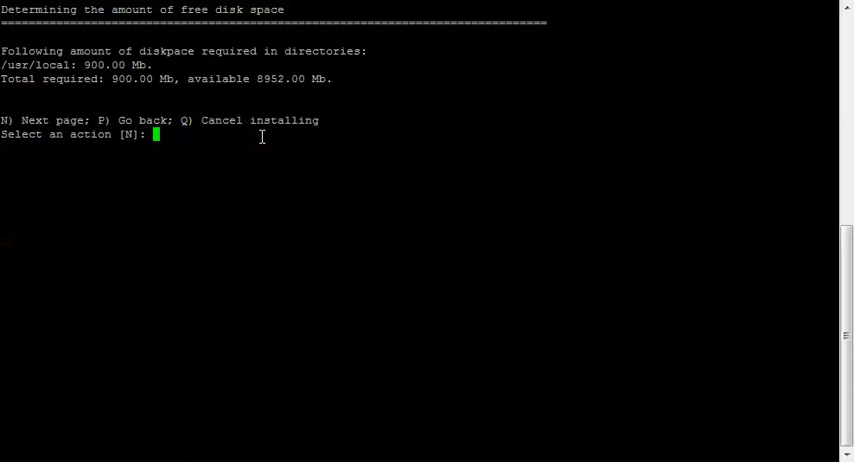 Determining the amount of free disk space
===============================================================================
Following amount of diskpace required in directories:
/usr/local: 900.00 Mb.
Total required: 900.00 Mb, available 8952.00 Mb.
N) Next page; P) Go back; Q) Cancel installing
Select an action [N]: